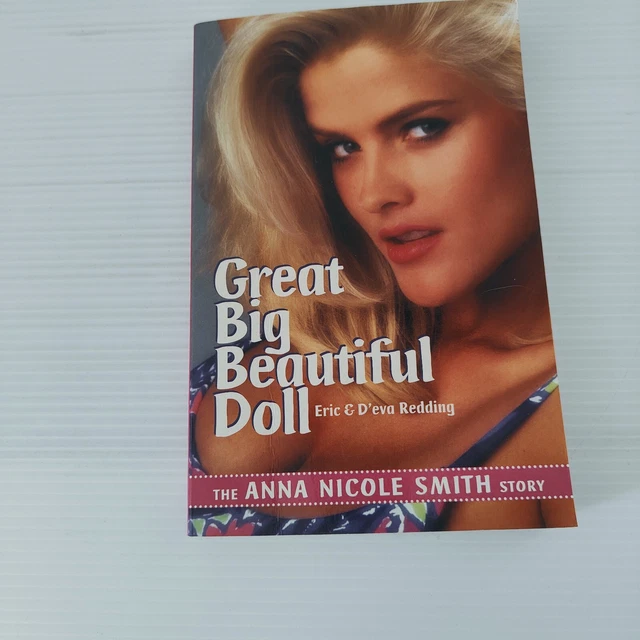 Great
Big
Beautiful
Doll
Eric & D'eva Redding
THE ANNA NICOLE SMITH STORY